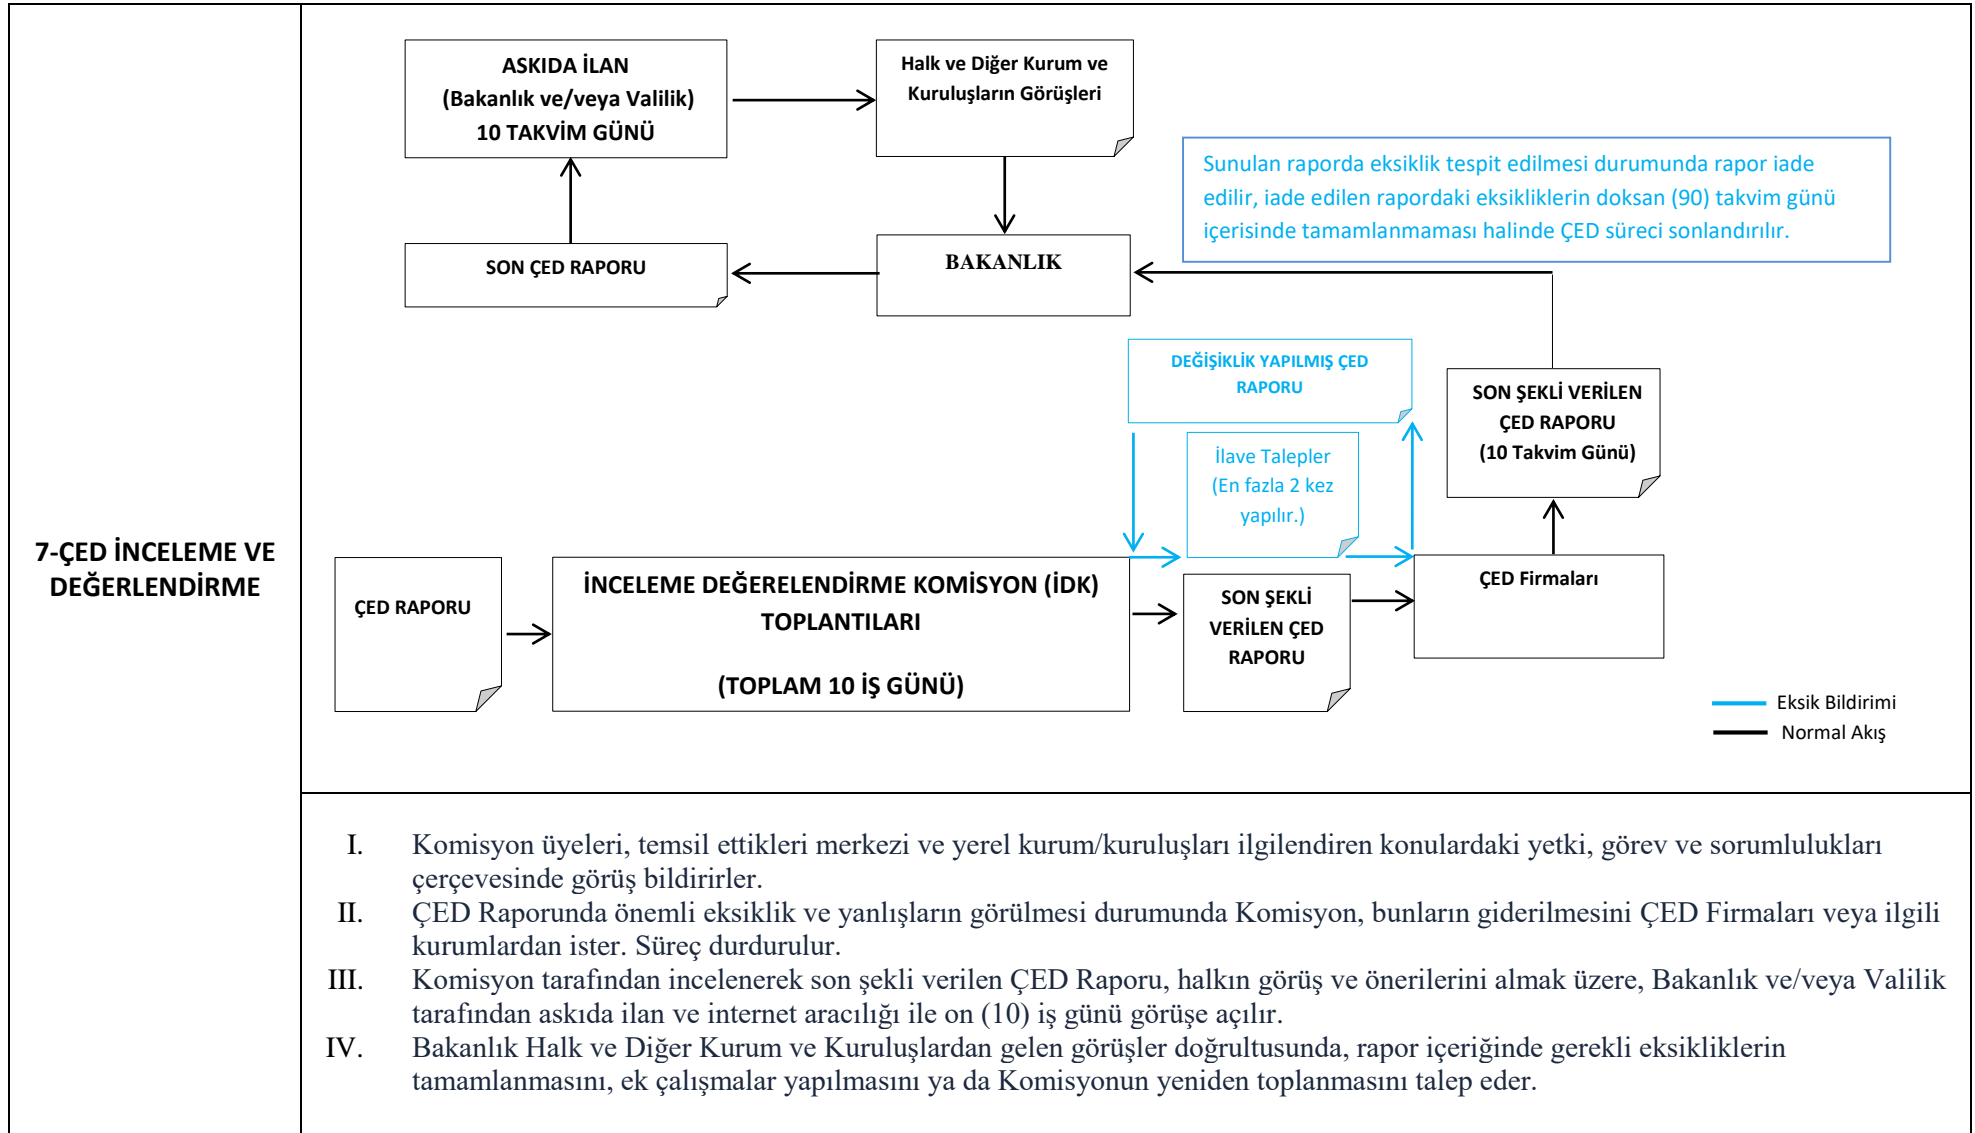 7-ÇED İNCELEME VE
DEĞERLENDİRME
ASKIDA İLAN
(Bakanlık ve/veya Valilik)
10 TAKVİM GÜNÜ
Halk ve Diğer Kurum ve
Kuruluşların Görüşleri
Sunulan raporda eksiklik tespit edilmesi durumunda rapor iade
edilir, iade edilen rapordaki eksikliklerin doksan (90) takvim günü
içerisinde tamamlanmaması halinde ÇED süreci sonlandırılır.
SON ÇED RAPORU
BAKANLIK
DEĞİŞİKLİK YAPILMIŞ ÇED
RAPORU
SON ŞEKLİ VERİLEN
ÇED RAPORU
(10 Takvim Günü)
İlave Talepler
(En fazla 2 kez
yapılır.)
ÇED RAPORU
İNCELEME DEĞERELENDİRME KOMİSYON (İDK)
TOPLANTILARI
(TOPLAM 10 İŞ GÜNÜ)
SON ŞEKLİ
VERİLEN ÇED
RAPORU
ÇED Firmaları
Eksik Bildirimi
Normal Akış
I. Komisyon üyeleri, temsil ettikleri merkezi ve yerel kurum/kuruluşları ilgilendiren konulardaki yetki, görev ve sorumlulukları
çerçevesinde görüş bildirirler.
II. ÇED Raporunda önemli eksiklik ve yanlışların görülmesi durumunda Komisyon, bunların giderilmesini ÇED Firmaları veya ilgili
kurumlardan ister. Süreç durdurulur.
III. Komisyon tarafından incelenerek son şekli verilen ÇED Raporu, halkın görüş ve önerilerini almak üzere, Bakanlık ve/veya Valilik
tarafından askıda ilan ve internet aracılığı ile on (10) iş günü görüşe açılır.
IV. Bakanlık Halk ve Diğer Kurum ve Kuruluşlardan gelen görüşler doğrultusunda, rapor içeriğinde gerekli eksikliklerin
tamamlanmasını, ek çalışmalar yapılmasını ya da Komisyonun yeniden toplanmasını talep eder.